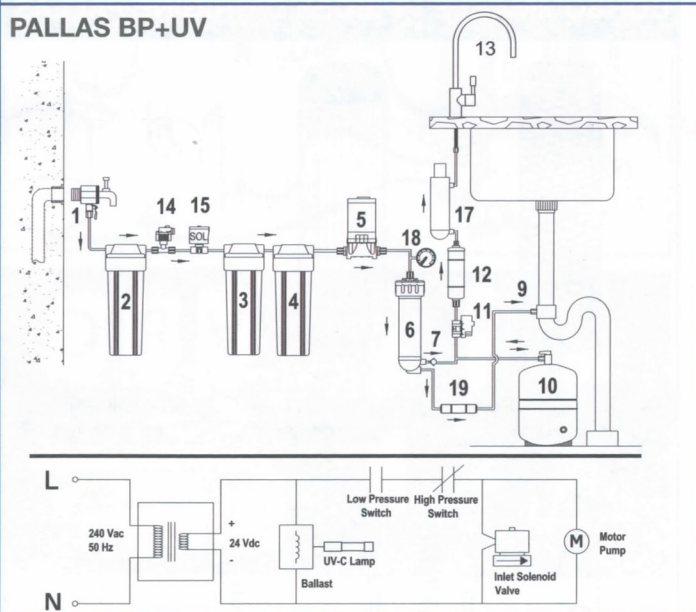 PALLAS BP+UV
13
14 15
SOL
5
1
18
17
2
3
4
12
6
11
9
7
19
10
L
Low Pressure
Switch
High Pressure
Switch
240 Vac
50 Hz
+
24 Vdc
-
UV-C Lamp
Ballast
M
Motor
Pump
Inlet Solenoid
Valve
N